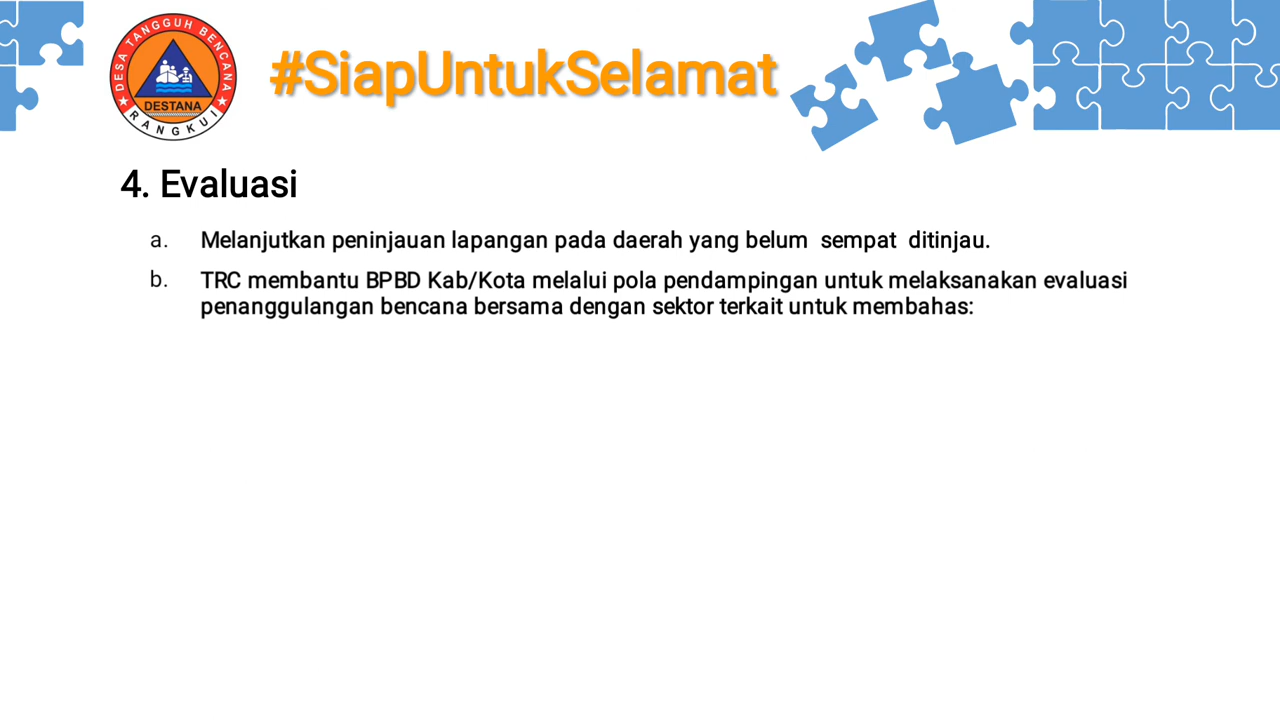 DESA TANGGUH BENCANA
DESTANA
RANGKUI
#SiapUntukSelamat
4. Evaluasi
a. Melanjutkan peninjauan lapangan pada daerah yang belum  sempat  ditinjau.
b. TRC membantu BPBD Kab/Kota melalui pola pendampingan untuk melaksanakan evaluasi
penanggulangan bencana bersama dengan sektor terkait untuk membahas: